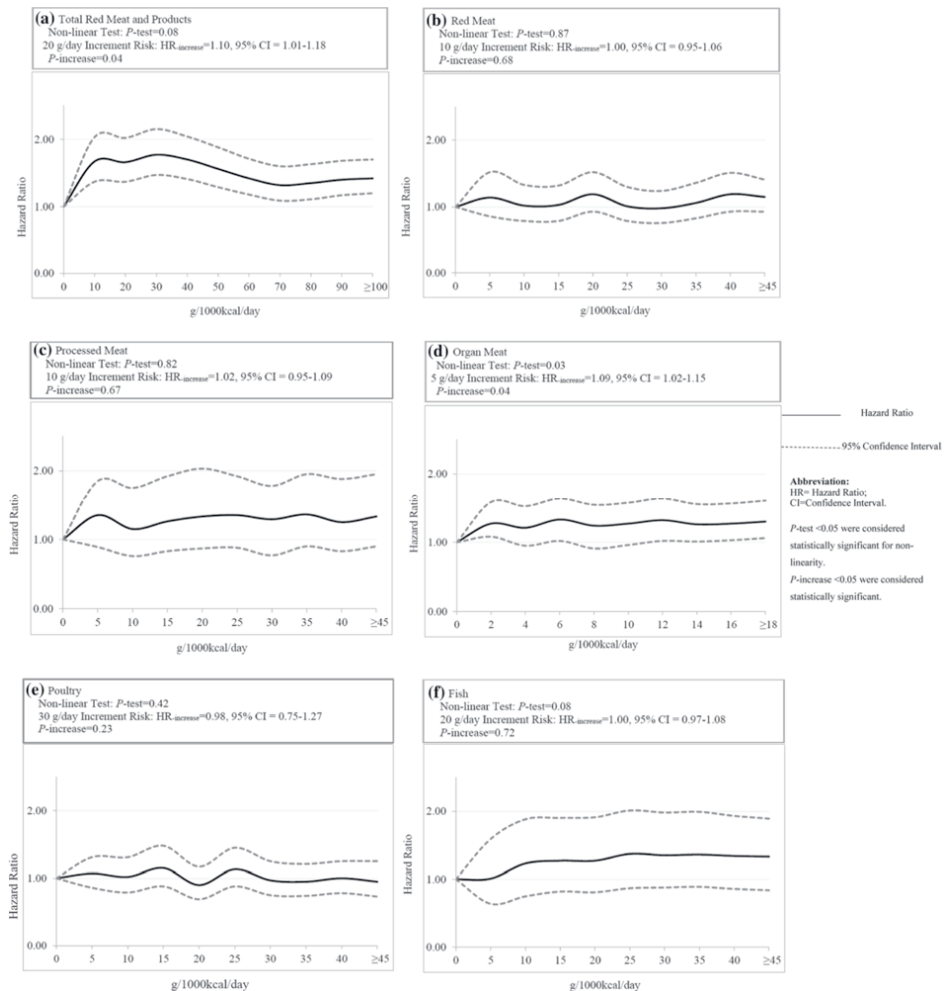 (a) Total Red Meat and Products
Non-linear Test: P-test=0.08
20 g/day Increment Risk: HR-increase=1.10, 95% CI = 1.01-1.18
P-increase=0.04
2.00
1.00
0.00
Hazard Ratio
0 10 20 30 40 50 60 70 80 90 ≥100
g/1000kcal/day
(b) Red Meat
Non-linear Test: P-test=0.87
10 g/day Increment Risk: HR-increase=1.00, 95% CI = 0.95-1.06
P-increase=0.68
2.00
1.00
0.00
Hazard Ratio
0 5 10 15 20 25 30 35 40 ≥45
g/1000kcal/day
(c) Processed Meat
Non-linear Test: P-test=0.82
10 g/day Increment Risk: HR-increase=1.02, 95% CI = 0.95-1.09
P-increase=0.67
2.00
1.00
0.00
Hazard Ratio
0 5 10 15 20 25 30 35 40 ≥45
g/1000kcal/day
(d) Organ Meat
Non-linear Test: P-test=0.03
5 g/day Increment Risk: HR-increase=1.09, 95% CI = 1.02-1.15
P-increase=0.04
2.00
1.00
0.00
Hazard Ratio
0 2 4 6 8 10 12 14 16 ≥18
g/1000kcal/day
Hazard Ratio
95% Confidence Interval
Abbreviation:
HR= Hazard Ratio;
CI=Confidence Interval.
P-test <0.05 were considered
statistically significant for non-
linearity.
P-increase <0.05 were considered
statistically significant.
(e) Poultry
Non-linear Test: P-test=0.42
30 g/day Increment Risk: HR-increase=0.98, 95% CI = 0.75-1.27
P-increase=0.23
2.00
1.00
0.00
Hazard Ratio
0 5 10 15 20 25 30 35 40 ≥45
g/1000kcal/day
(f) Fish
Non-linear Test: P-test=0.08
20 g/day Increment Risk: HR-increase=1.00, 95% CI = 0.97-1.08
P-increase=0.72
2.00
1.00
0.00
Hazard Ratio
0 5 10 15 20 25 30 35 40 ≥45
g/1000kcal/day